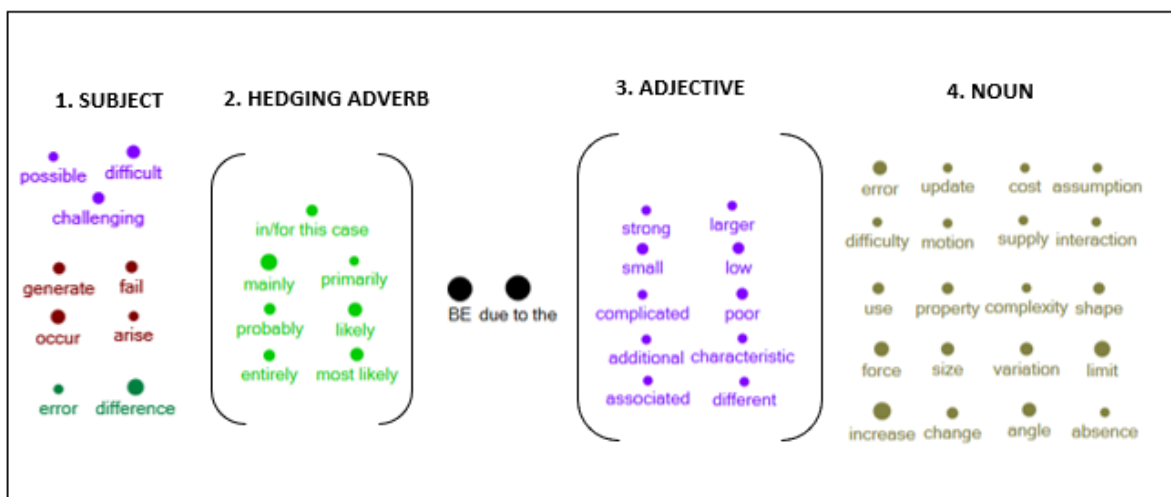 1. SUBJECT
2. HEDGING ADVERB
3. ADJECTIVE
4. NOUN
possible difficult
challenging
generate fail
occur arise
error difference
in/for this case
mainly primarily
probably likely
entirely most likely
BE due to the
strong larger
small low
complicated poor
additional characteristic
associated different
error update cost assumption
difficulty motion supply interaction
use property complexity shape
force size variation limit
increase change angle absence